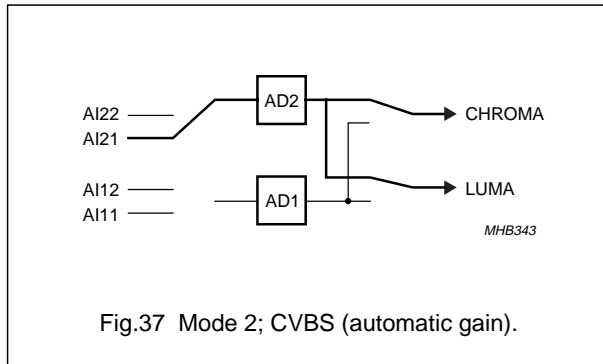 AD2
AI22
CHROMA
AI21
AI12
LUMA
AD1
AI11
MHB343
Fig.37 Mode 2; CVBS (automatic gain).